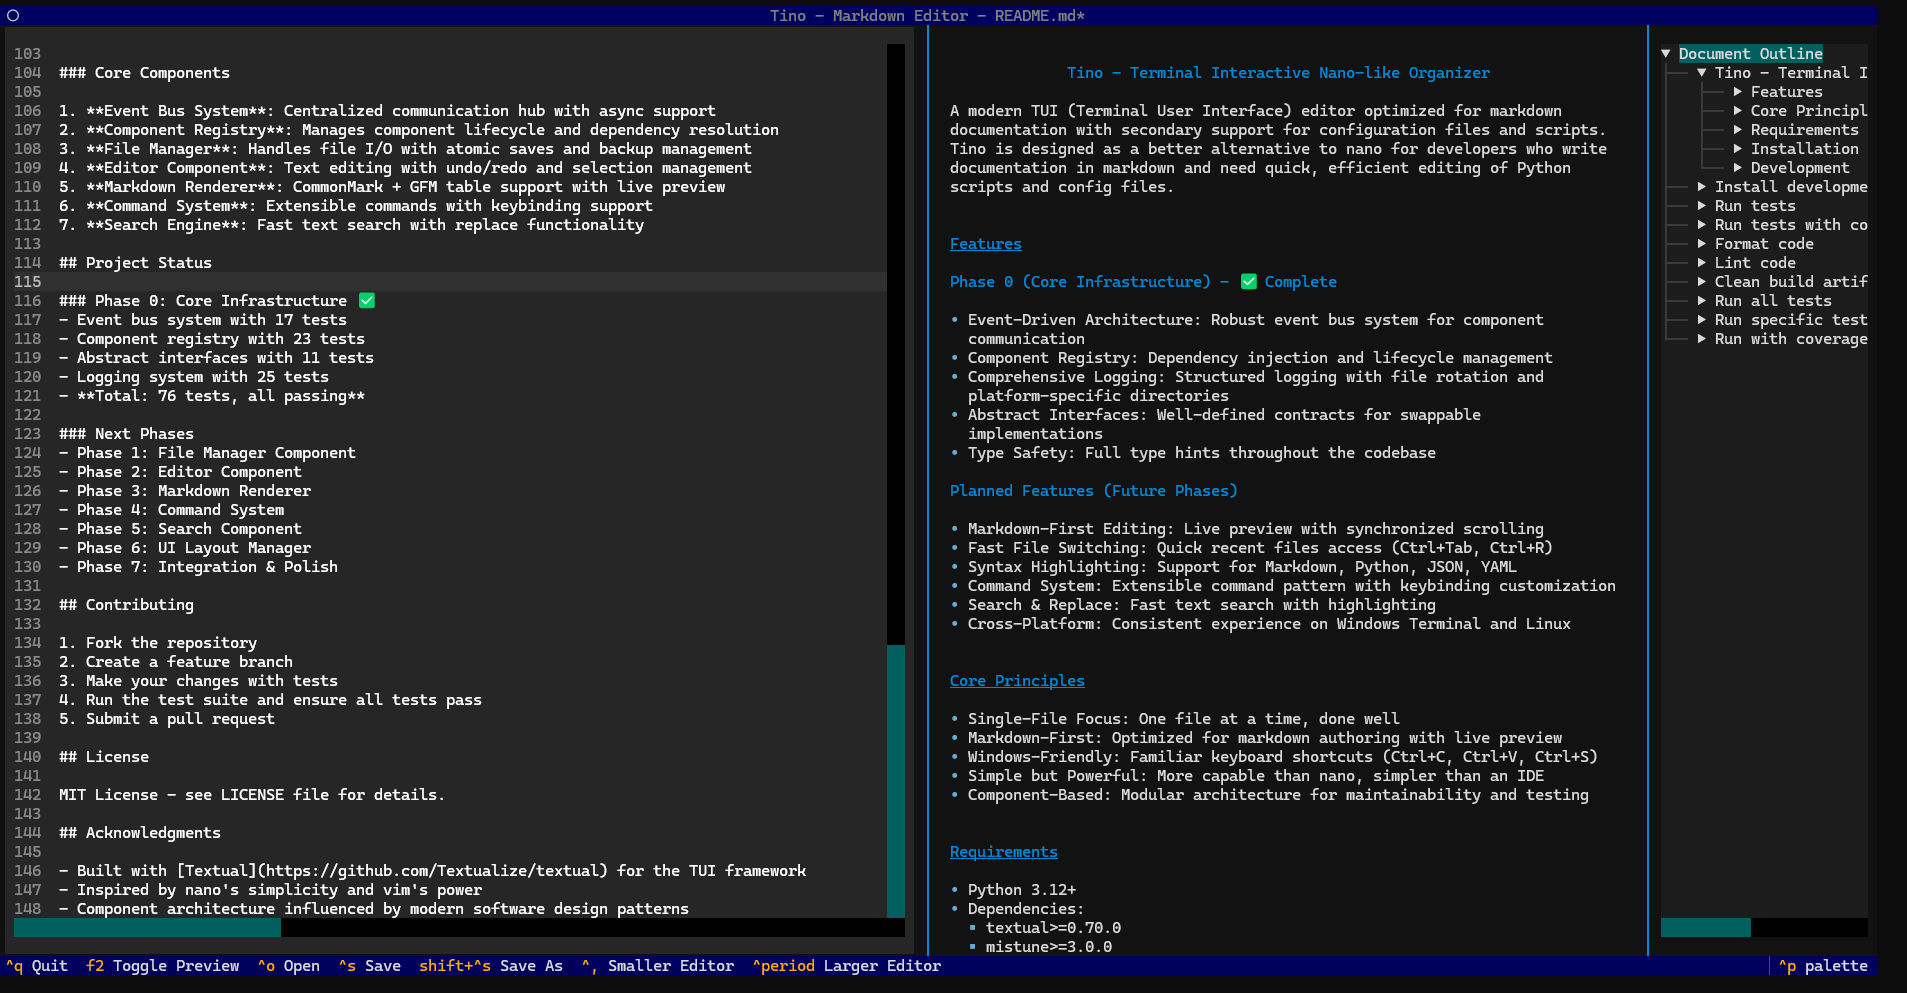 Tino – Markdown Editor – README.md*
103
104 ### Core Components
105
106 1. **Event Bus System**: Centralized communication hub with async support
107 2. **Component Registry**: Manages component lifecycle and dependency resolution
108 3. **File Manager**: Handles file I/O with atomic saves and backup management
109 4. **Editor Component**: Text editing with undo/redo and selection management
110 5. **Markdown Renderer**: CommonMark + GFM table support with live preview
111 6. **Command System**: Extensible commands with keybinding support
112 7. **Search Engine**: Fast text search with replace functionality
113
114 ## Project Status
115
116 ### Phase 0: Core Infrastructure ✅
117 - Event bus system with 17 tests
118 - Component registry with 23 tests
119 - Abstract interfaces with 11 tests
120 - Logging system with 25 tests
121 - **Total: 76 tests, all passing**
122
123 ### Next Phases
124 - Phase 1: File Manager Component
125 - Phase 2: Editor Component
126 - Phase 3: Markdown Renderer
127 - Phase 4: Command System
128 - Phase 5: Search Component
129 - Phase 6: UI Layout Manager
130 - Phase 7: Integration & Polish
131
132 ## Contributing
133
134 1. Fork the repository
135 2. Create a feature branch
136 3. Make your changes with tests
137 4. Run the test suite and ensure all tests pass
138 5. Submit a pull request
139
140 ## License
141
142 MIT License - see LICENSE file for details.
143
144 ## Acknowledgments
145
146 - Built with [Textual](https://github.com/Textualize/textual) for the TUI framework
147 - Inspired by nano's simplicity and vim's power
148 - Component architecture influenced by modern software design patterns
Tino - Terminal Interactive Nano-like Organizer
A modern TUI (Terminal User Interface) editor optimized for markdown
documentation with secondary support for configuration files and scripts.
Tino is designed as a better alternative to nano for developers who write
documentation in markdown and need quick, efficient editing of Python
scripts and config files.
Features
Phase 0 (Core Infrastructure) - ✅ Complete
• Event-Driven Architecture: Robust event bus system for component
communication
• Component Registry: Dependency injection and lifecycle management
• Comprehensive Logging: Structured logging with file rotation and
platform-specific directories
• Abstract Interfaces: Well-defined contracts for swappable
implementations
• Type Safety: Full type hints throughout the codebase
Planned Features (Future Phases)
• Markdown-First Editing: Live preview with synchronized scrolling
• Fast File Switching: Quick recent files access (Ctrl+Tab, Ctrl+R)
• Syntax Highlighting: Support for Markdown, Python, JSON, YAML
• Command System: Extensible command pattern with keybinding customization
• Search & Replace: Fast text search with highlighting
• Cross-Platform: Consistent experience on Windows Terminal and Linux
Core Principles
• Single-File Focus: One file at a time, done well
• Markdown-First: Optimized for markdown authoring with live preview
• Windows-Friendly: Familiar keyboard shortcuts (Ctrl+C, Ctrl+V, Ctrl+S)
• Simple but Powerful: More capable than nano, simpler than an IDE
• Component-Based: Modular architecture for maintainability and testing
Requirements
• Python 3.12+
• Dependencies:
▪ textual>=0.70.0
▪ mistune>=3.0.0
▼ Document Outline
▼ Tino - Terminal I
▶ Features
▶ Core Principl
▶ Requirements
▶ Installation
▶ Development
▶ Install developme
▶ Run tests
▶ Run tests with co
▶ Format code
▶ Lint code
▶ Clean build artif
▶ Run all tests
▶ Run specific test
▶ Run with coverage
^q Quit f2 Toggle Preview ^o Open ^s Save shift+^s Save As ^, Smaller Editor ^period Larger Editor ^p palette